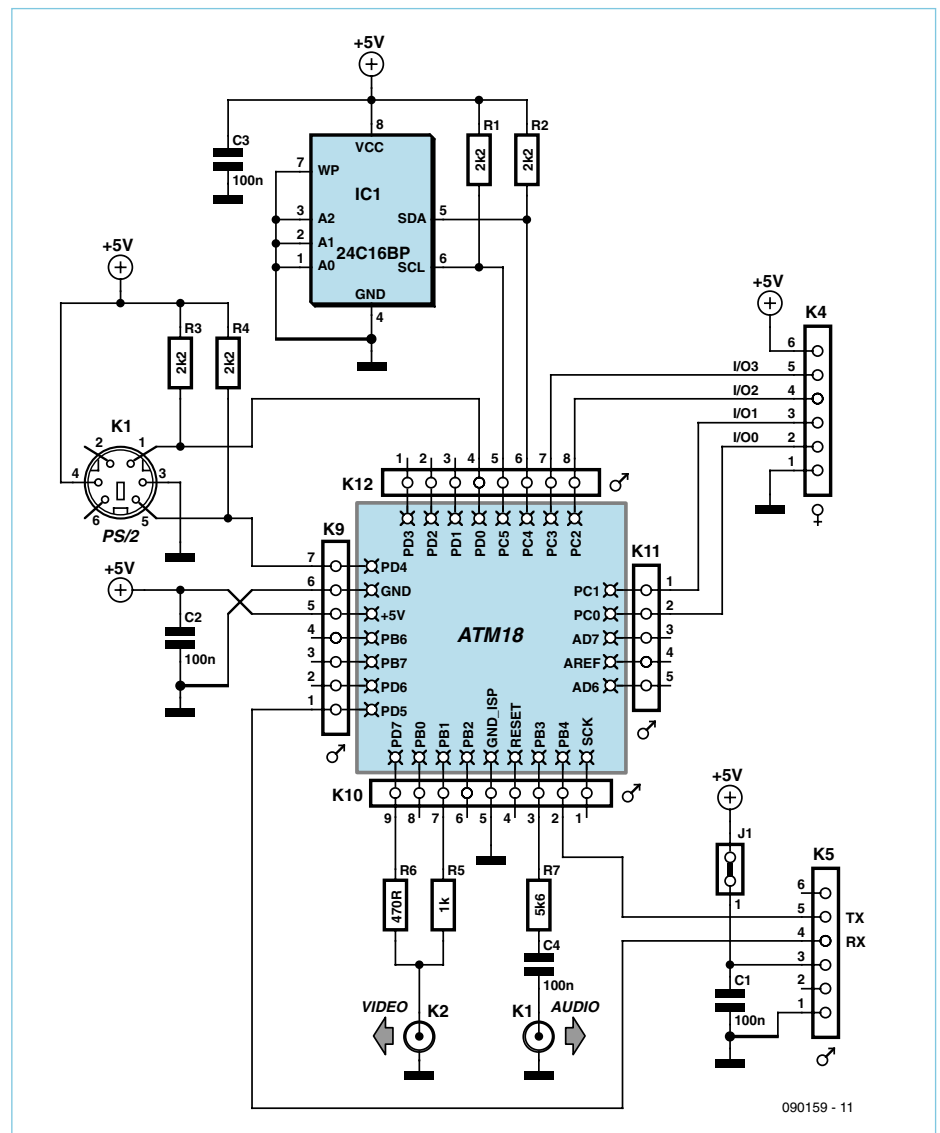 +5V
C3
100n
8
VCC
R1
2k2
R2
2k2
7
WP
IC1
3
A2
SDA
5
2
A1
24C16BP
1
A0
SCL
6
GND
4
+5V
R3
2k2
R4
2k2
K1
2
1
4
3
6
5
PS/2
+5V
K4
6
I/O3
5
I/O2
4
I/O1
3
I/O0
2
1
♀
K12
1
2
3
4
5
6
7
8
♂
PD3
PD2
PD1
PD0
PC5
PC4
PC3
PC2
K9
7
PD4
6
GND
5
+5V
4
PB6
3
PB7
2
PD6
1
PD5
♂
+5V
C2
100n
ATM18
K11
PC1
1
PC0
2
AD7
3
AREF
4
AD6
5
♂
PD7
PB0
PB1
PB2
GND_ISP
RESET
PB3
PB4
SCK
K10
♂
9
8
7
6
5
4
3
2
1
R6
470R
R5
1k
R7
5k6
C4
100n
VIDEO
K2
K1
AUDIO
+5V
J1
1
C1
100n
K5
6
5
TX
4
RX
3
2
1
♂
090159 - 11